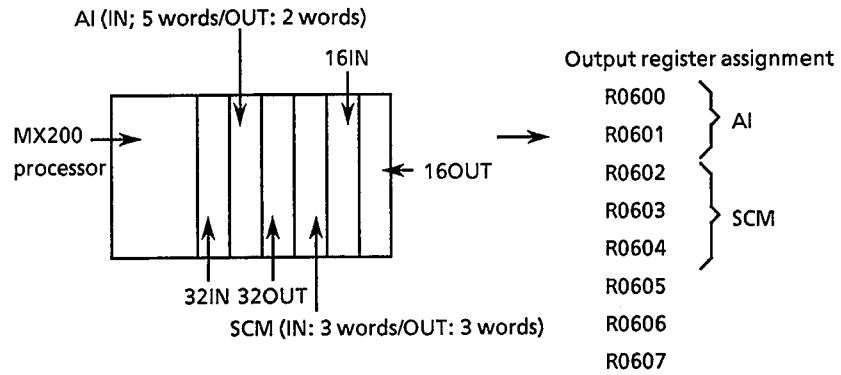 AI (IN; 5 words/OUT: 2 words)
16IN
MX200
processor
16OUT
32IN 32OUT
SCM (IN: 3 words/OUT: 3 words)
Output register assignment
R0600
R0601
AI
R0602
R0603
R0604
SCM
R0605
R0606
R0607